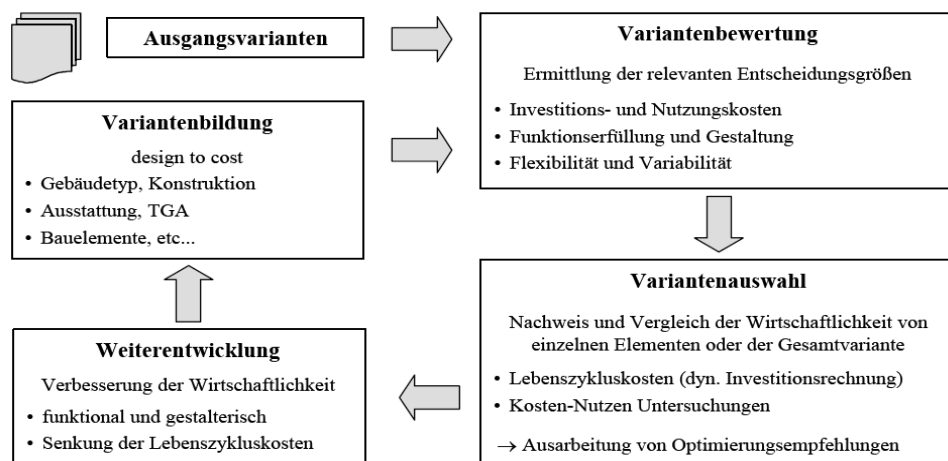 Ausgangsvarianten
Variantenbewertung
Ermittlung der relevanten Entscheidungsgrößen
• Investitions- und Nutzungskosten
• Funktionserfüllung und Gestaltung
• Flexibilität und Variabilität
Variantenbildung
design to cost
• Gebäudetyp, Konstruktion
• Ausstattung, TGA
• Bauelemente, etc...
Variantenauswahl
Nachweis und Vergleich der Wirtschaftlichkeit von
einzelnen Elementen oder der Gesamtvariante
• Lebenszykluskosten (dyn. Investitionsrechnung)
• Kosten-Nutzen Untersuchungen
→ Ausarbeitung von Optimierungsempfehlungen
Weiterentwicklung
Verbesserung der Wirtschaftlichkeit
• funktional und gestalterisch
• Senkung der Lebenszykluskosten